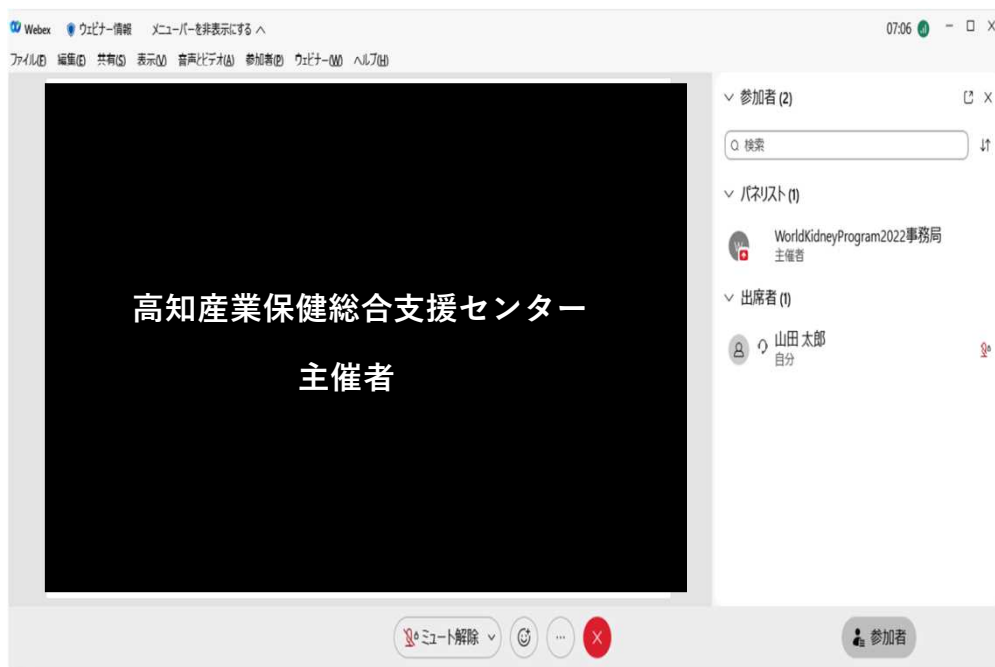 Webex ウェビナー情報 メニューバーを非表示にする 07:06
ファイル(F) 編集(E) 共有(S) 表示(V) 音声とビデオ(A) 参加者(P) ウェビナー(W) ヘルプ(H)
高知産業保健総合支援センター
主催者
参加者 (2)
検索
パネリスト (1)
W
WorldKidneyProgram2022事務局
主催者
出席者 (1)
山田 太郎
自分
ミュート解除
参加者